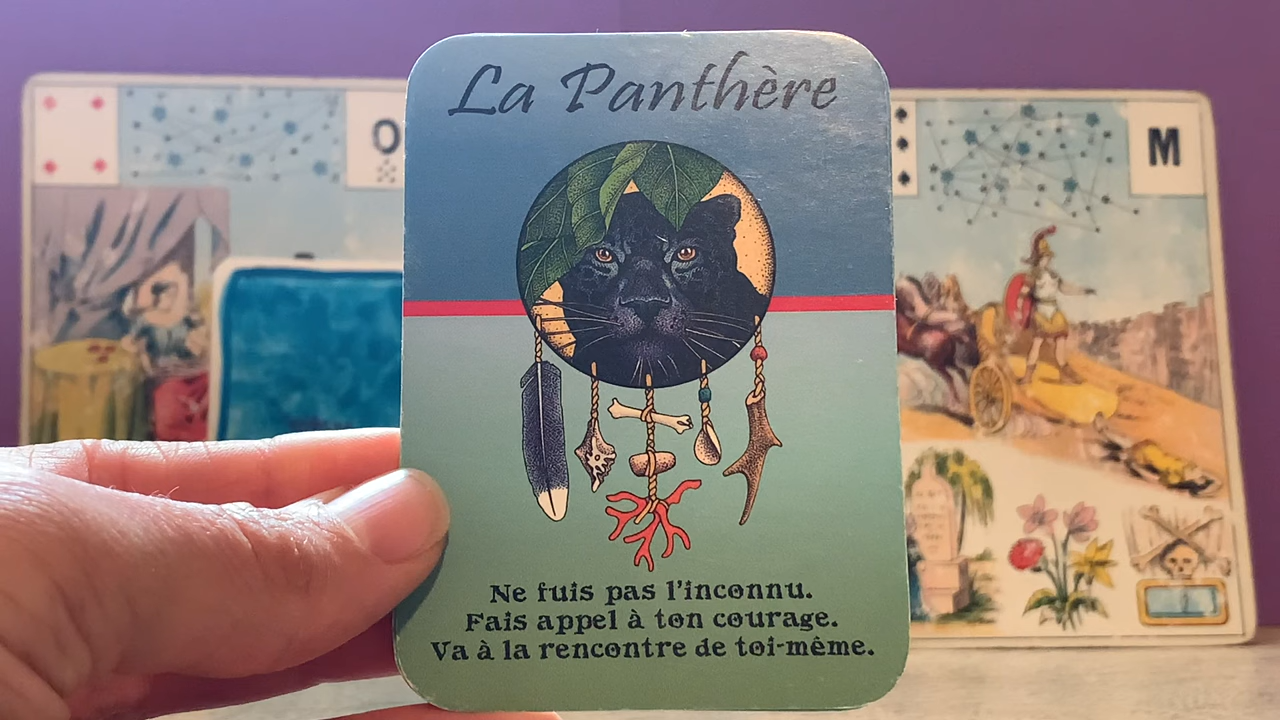 La Panthère
O
M
Ne fuis pas l'inconnu.
Fais appel à ton courage.
Va à la rencontre de toi-même.